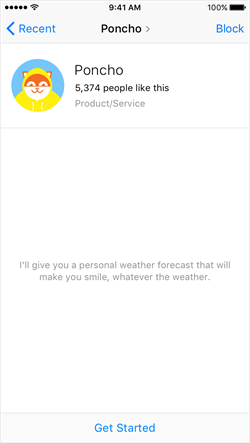 9:41 AM
100%
Recent
Poncho
Block
Poncho
5,374 people like this
Product/Service
I'll give you a personal weather forecast that will
make you smile, whatever the weather.
Get Started